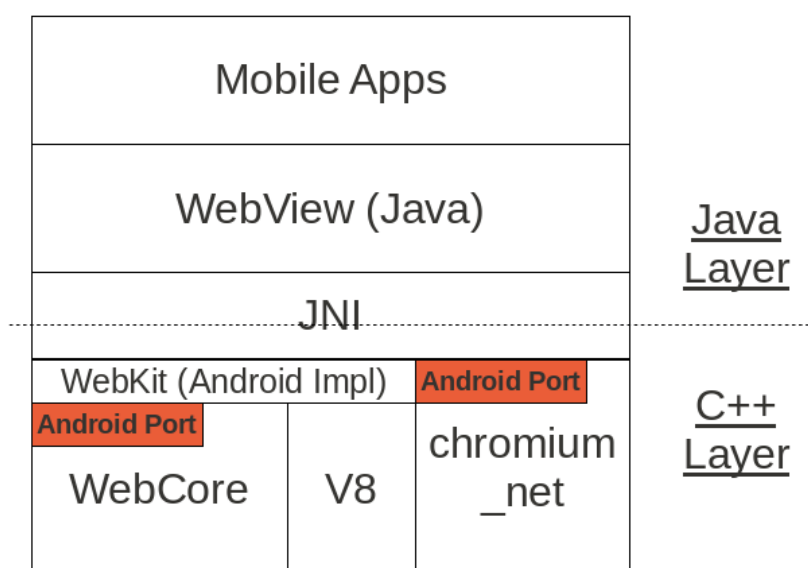 Mobile Apps
WebView (Java)
Java
Layer
JNI
WebKit (Android Impl)
Android Port
Android Port
C++
Layer
chromium
_net
WebCore
V8